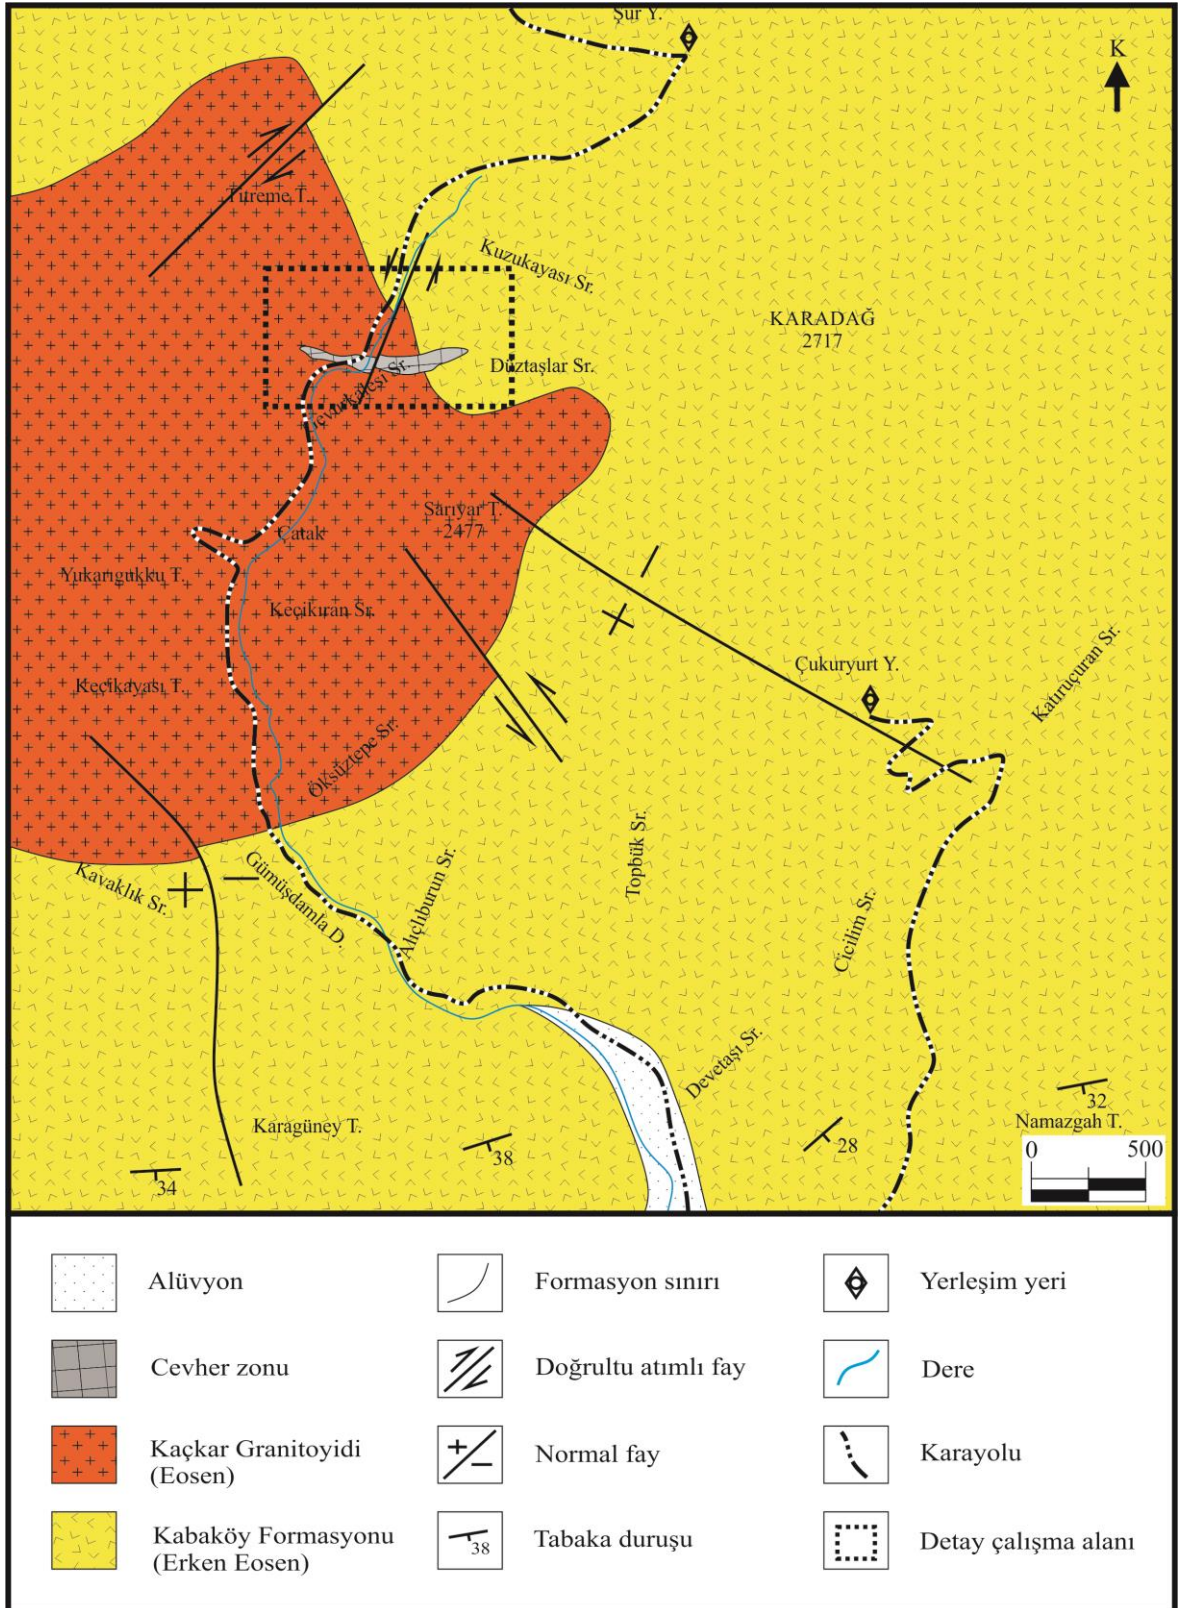 Şur Y.
K
Titreme T.
Kuzukayası Sr.
KARADAĞ
2717
Düztaşlar Sr.
Sarıyar T.
2477
Çatak
Yukarıgukku T.
Keçikıran Sr.
Çukuryurt Y.
Katıruçuran Sr.
Keçikayası T.
Öksüztepe Sr.
Topbük Sr.
Kavaklık Sr.
Gümüşdamla D.
Alıçlıburun Sr.
Cicilim Sr.
Devetaşı Sr.
32
Namazgah T.
Karagüney T.
38
28
34
0 500
Alüvyon
Formasyon sınırı
Yerleşim yeri
Cevher zonu
Doğrultu atımlı fay
Dere
Kaçkar Granitoyidi
(Eosen)
Normal fay
Karayolu
Kabaköy Formasyonu
(Erken Eosen)
38
Tabaka duruşu
Detay çalışma alanı